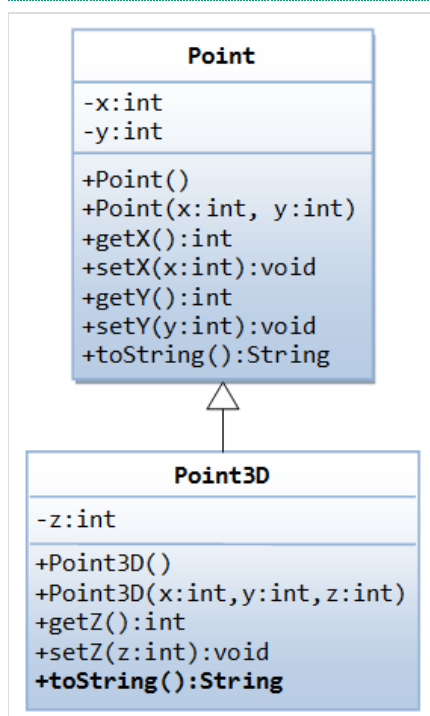 Point
-x:int
-y:int
+Point()
+Point(x:int, y:int)
+getX():int
+setX(x:int):void
+getY():int
+setY(y:int):void
+toString():String
Point3D
-z:int
+Point3D()
+Point3D(x:int,y:int,z:int)
+getZ():int
+setZ(z:int):void
+toString():String